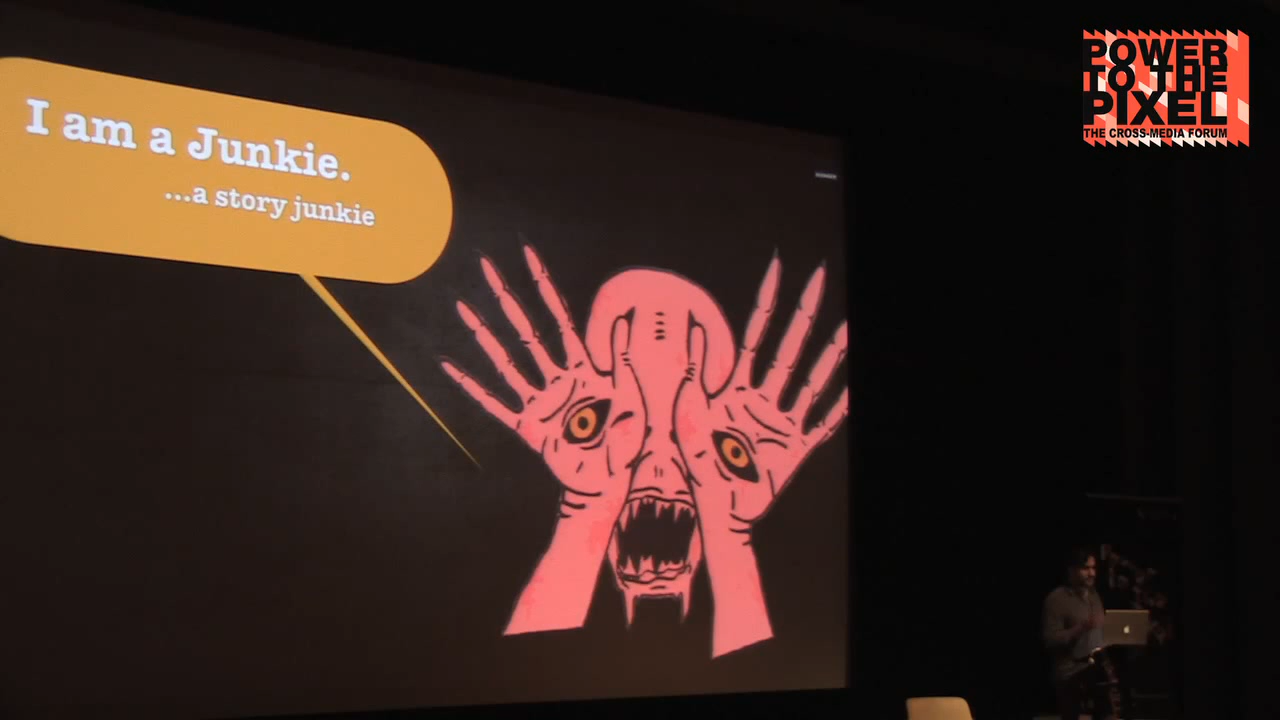 I am a Junkie.
...a story junkie
POWER
TO THE
PIXEL
THE CROSS-MEDIA FORUM